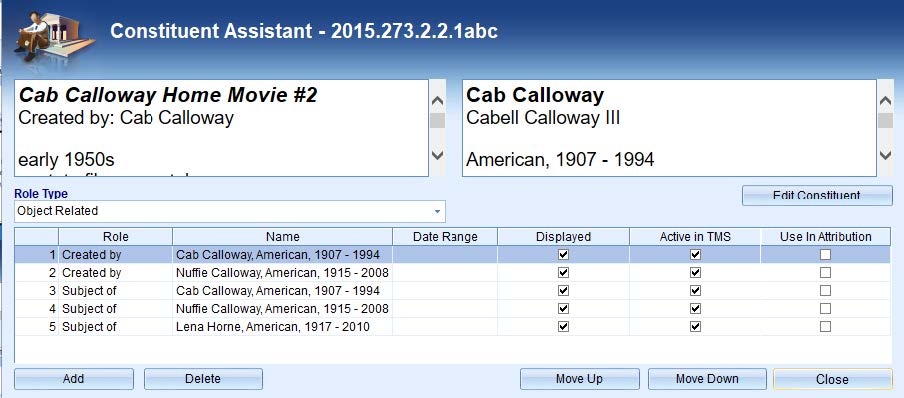 Constituent Assistant - 2015.273.2.2.1abc
Cab Calloway Home Movie #2
Created by: Cab Calloway
early 1950s
Cab Calloway
Cabell Calloway III
American, 1907 - 1994
Role Type
Edit Constituent
Object Related
Role Name Date Range Displayed Active in TMS Use In Attribution
1 Created by Cab Calloway, American, 1907 - 1994
2 Created by Nuffie Calloway, American, 1915 - 2008
3 Subject of Cab Calloway, American, 1907 - 1994
4 Subject of Nuffie Calloway, American, 1915 - 2008
5 Subject of Lena Horne, American, 1917 - 2010
Add Delete Move Up Move Down Close